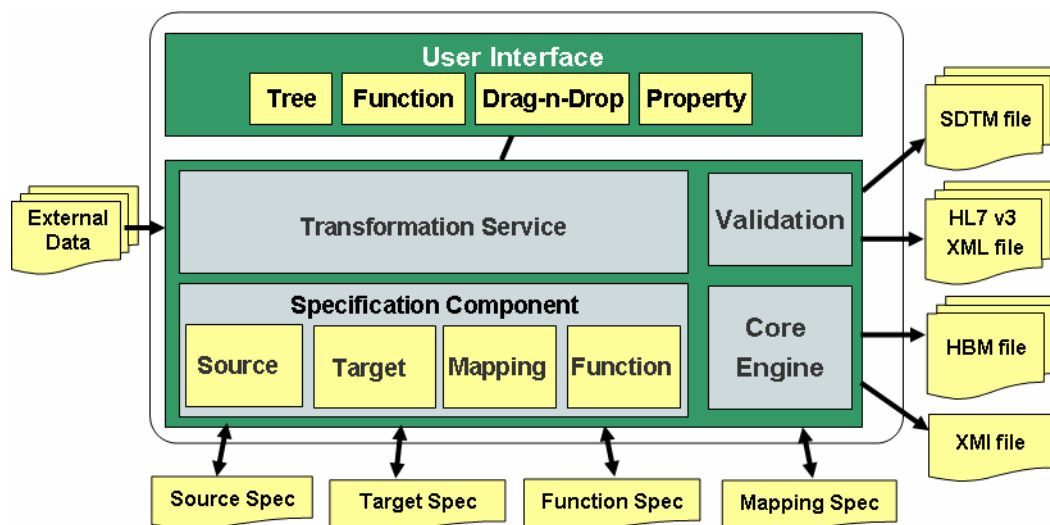 User Interface
Tree
Function
Drag-n-Drop
Property
External
Data
Transformation Service
Validation
Specification Component
Source
Target
Mapping
Function
Core
Engine
SDTM file
HL7 v3
XML file
HBM file
XMI file
Source Spec
Target Spec
Function Spec
Mapping Spec